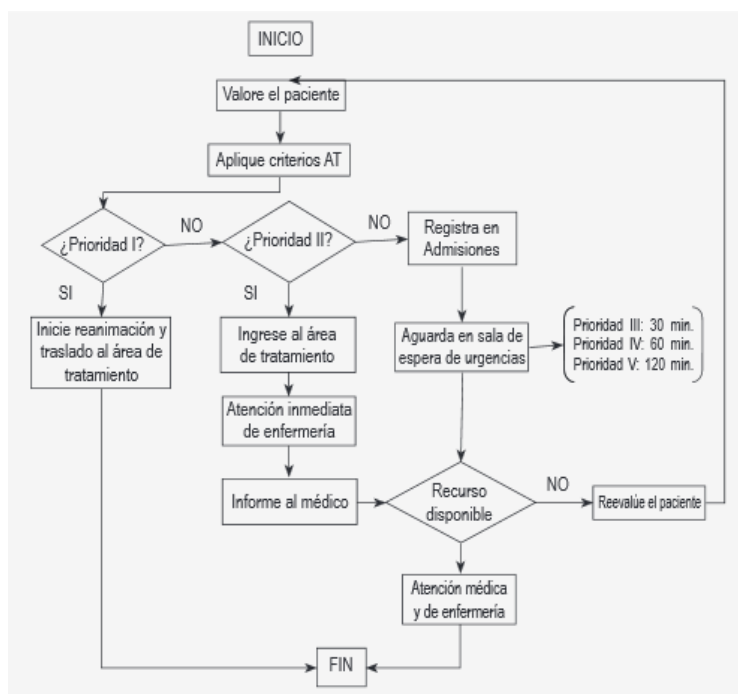 INICIO
Valore el paciente
Aplique criterios AT
¿Prioridad I?
NO
¿Prioridad II?
NO
Registra en
Admisiones
SI
SI
Inicie reanimación y
traslado al área de
tratamiento
Ingrese al área
de tratamiento
Aguarda en sala de
espera de urgencias
Prioridad III: 30 min.
Prioridad IV: 60 min.
Prioridad V: 120 min.
Atención inmediata
de enfermería
Informe al médico
Recurso
disponible
NO
Reevalúe el paciente
Atención médica
y de enfermería
FIN